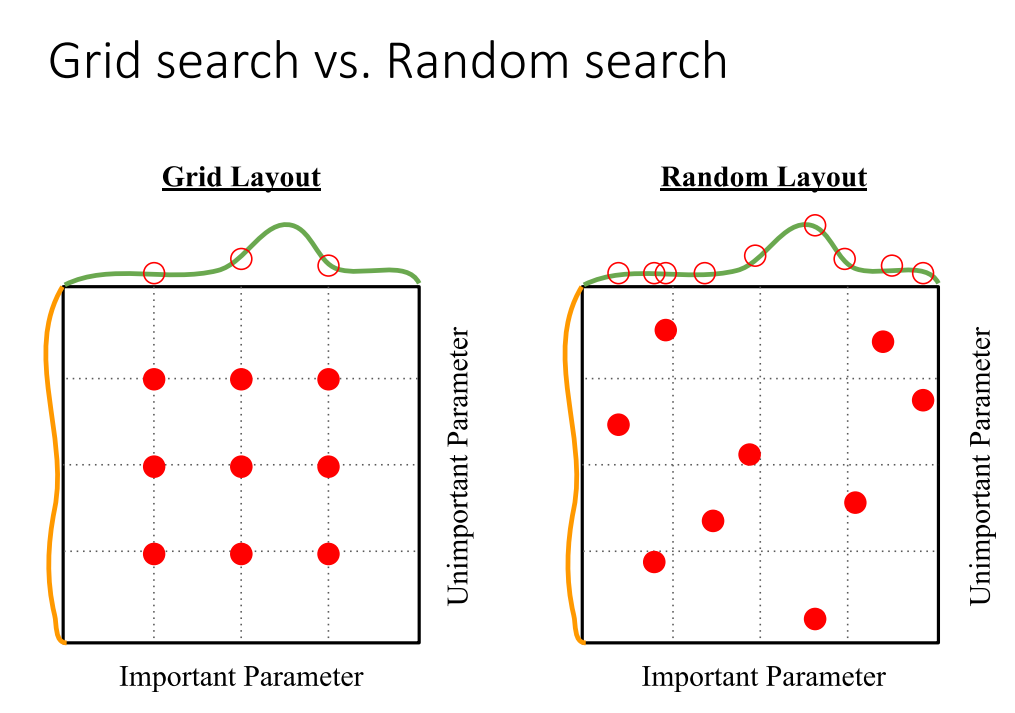 Grid search vs. Random search
Grid Layout
Random Layout
Unimportant Parameter
Unimportant Parameter
Important Parameter
Important Parameter